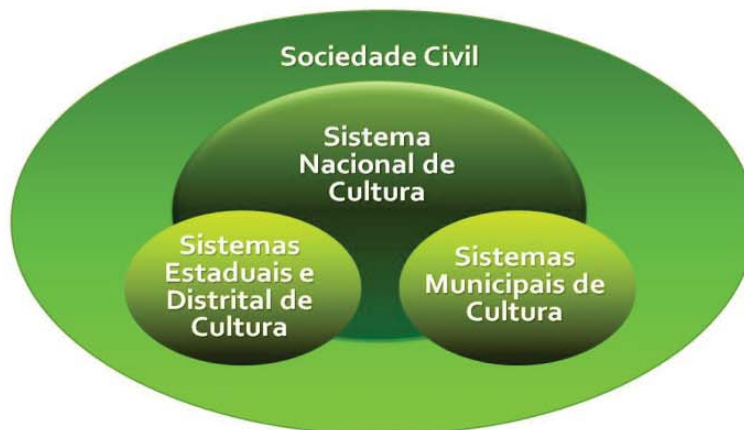 Sociedade Civil
Sistema
Nacional de
Cultura
Sistemas
Estaduais e
Distrital de
Cultura
Sistemas
Municipais de
Cultura